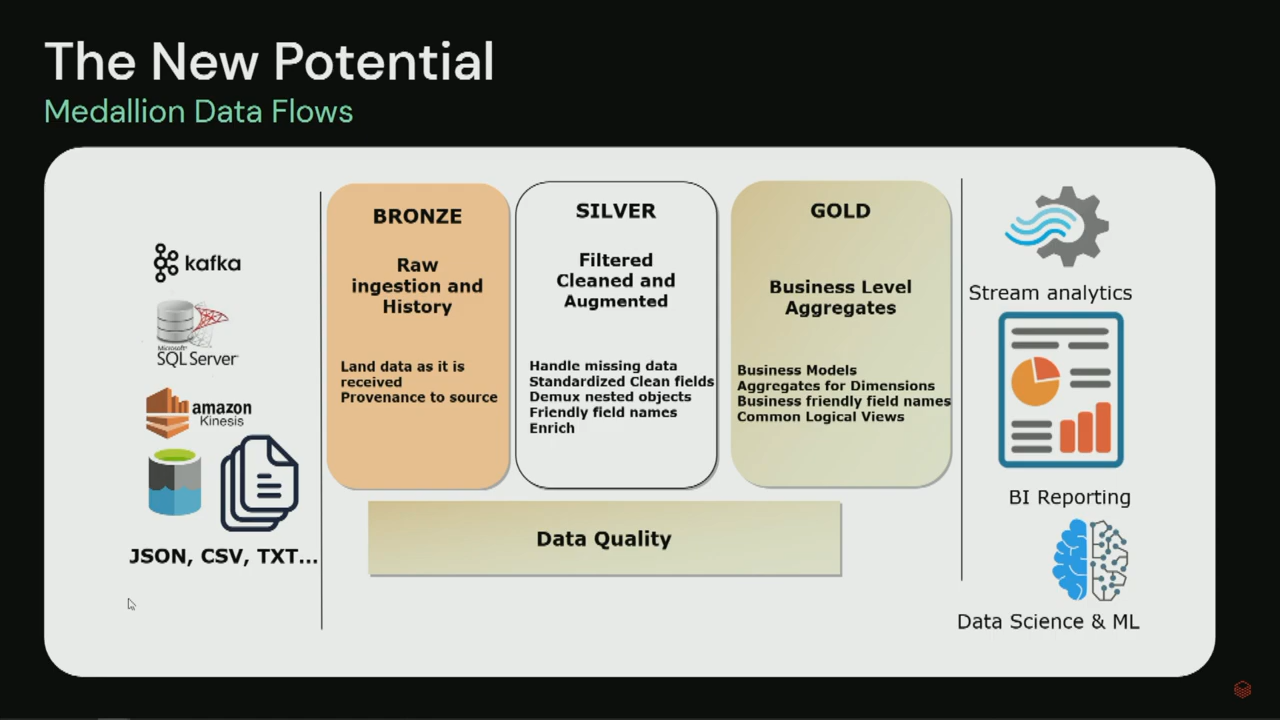 The New Potential
Medallion Data Flows
kafka
Microsoft
SQL Server
amazon
Kinesis
JSON, CSV, TXT...
BRONZE
Raw
ingestion and
History
Land data as it is
received
Provenance to source
SILVER
Filtered
Cleaned and
Augmented
Handle missing data
Standardized Clean fields
Demux nested objects
Friendly field names
Enrich
GOLD
Business Level
Aggregates
Business Models
Aggregates for Dimensions
Business friendly field names
Common Logical Views
Data Quality
Stream analytics
BI Reporting
Data Science & ML